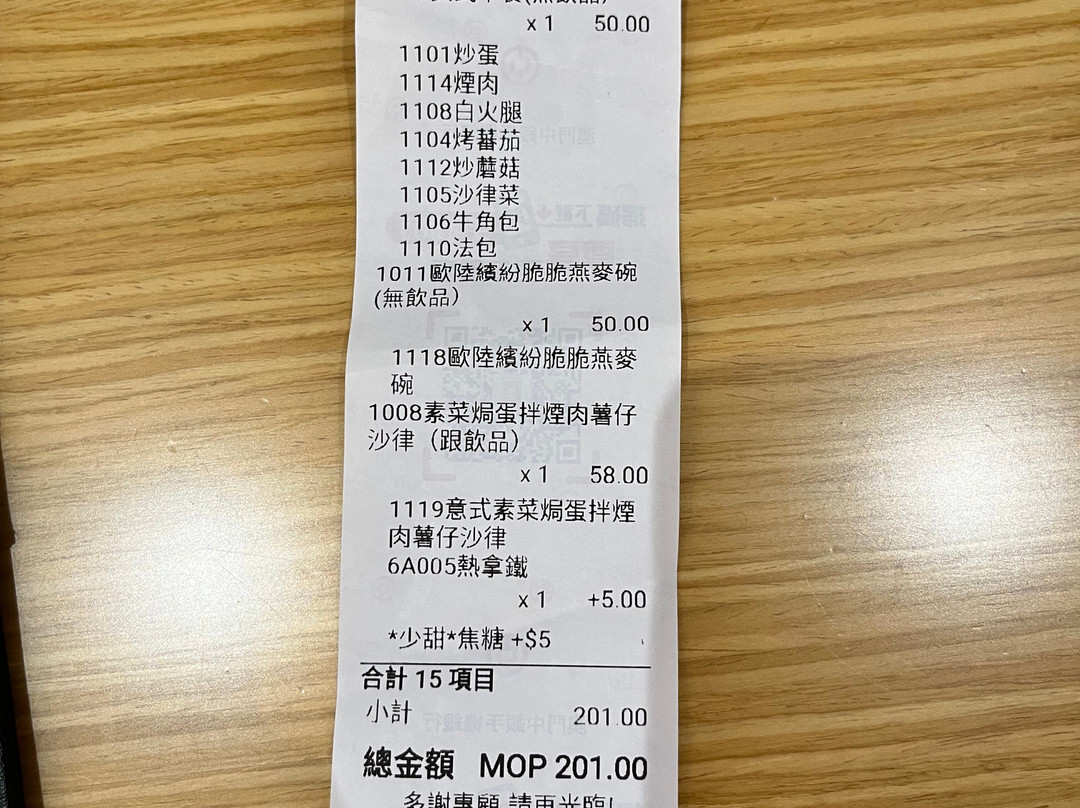 x 1 50.00
1101炒蛋
1114煙肉
1108白火腿
1104烤蕃茄
1112炒蘑菇
1105沙律菜
1106牛角包
1110法包
1011歐陸繽紛脆脆燕麥碗
(無飲品)
x 1 50.00
1118歐陸繽紛脆脆燕麥
碗
1008素菜焗蛋拌煙肉薯仔
沙律（跟飲品）
x 1 58.00
1119意式素菜焗蛋拌煙
肉薯仔沙律
6A005熱拿鐵
x 1 +5.00
*少甜*焦糖 +$5
合計 15 項目
小計 201.00
總金額 MOP 201.00
多謝惠顧,請再光臨!